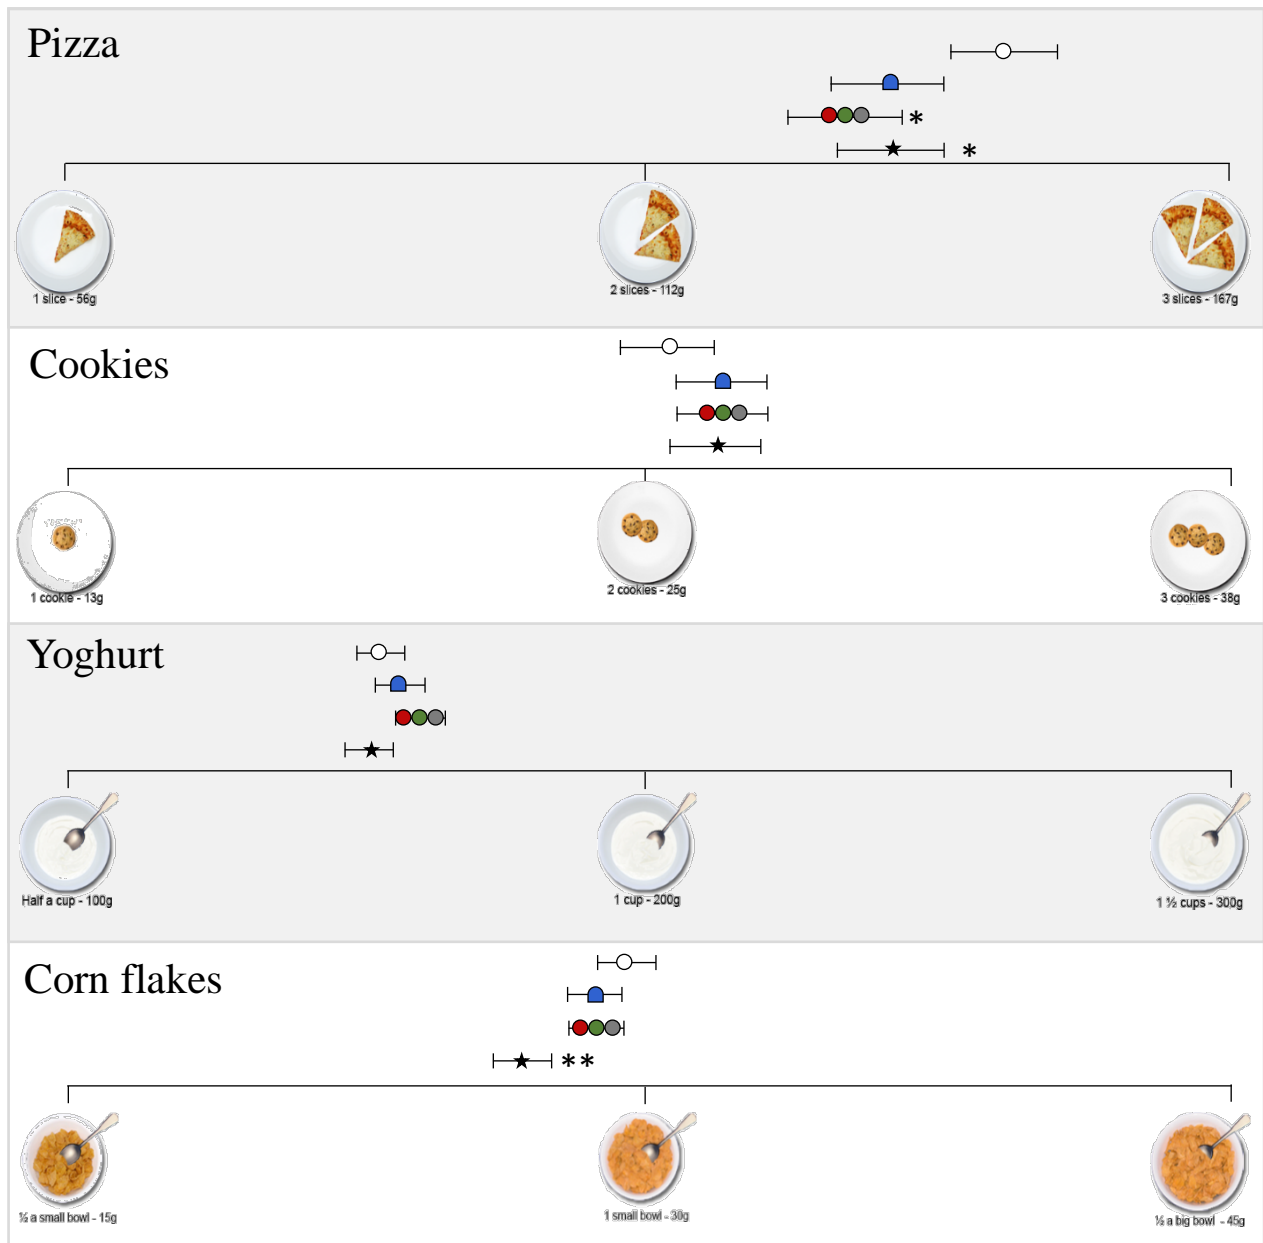 Pizza
*
*
1 slice - 56g
2 slices - 112g
3 slices - 167g
Cookies
1 cookie - 13g
2 cookies - 25g
3 cookies - 38g
Yoghurt
Half a cup - 100g
1 cup - 200g
1 ½ cups - 300g
Corn flakes
**
½ a small bowl - 15g
1 small bowl - 30g
½ a big bowl - 45g